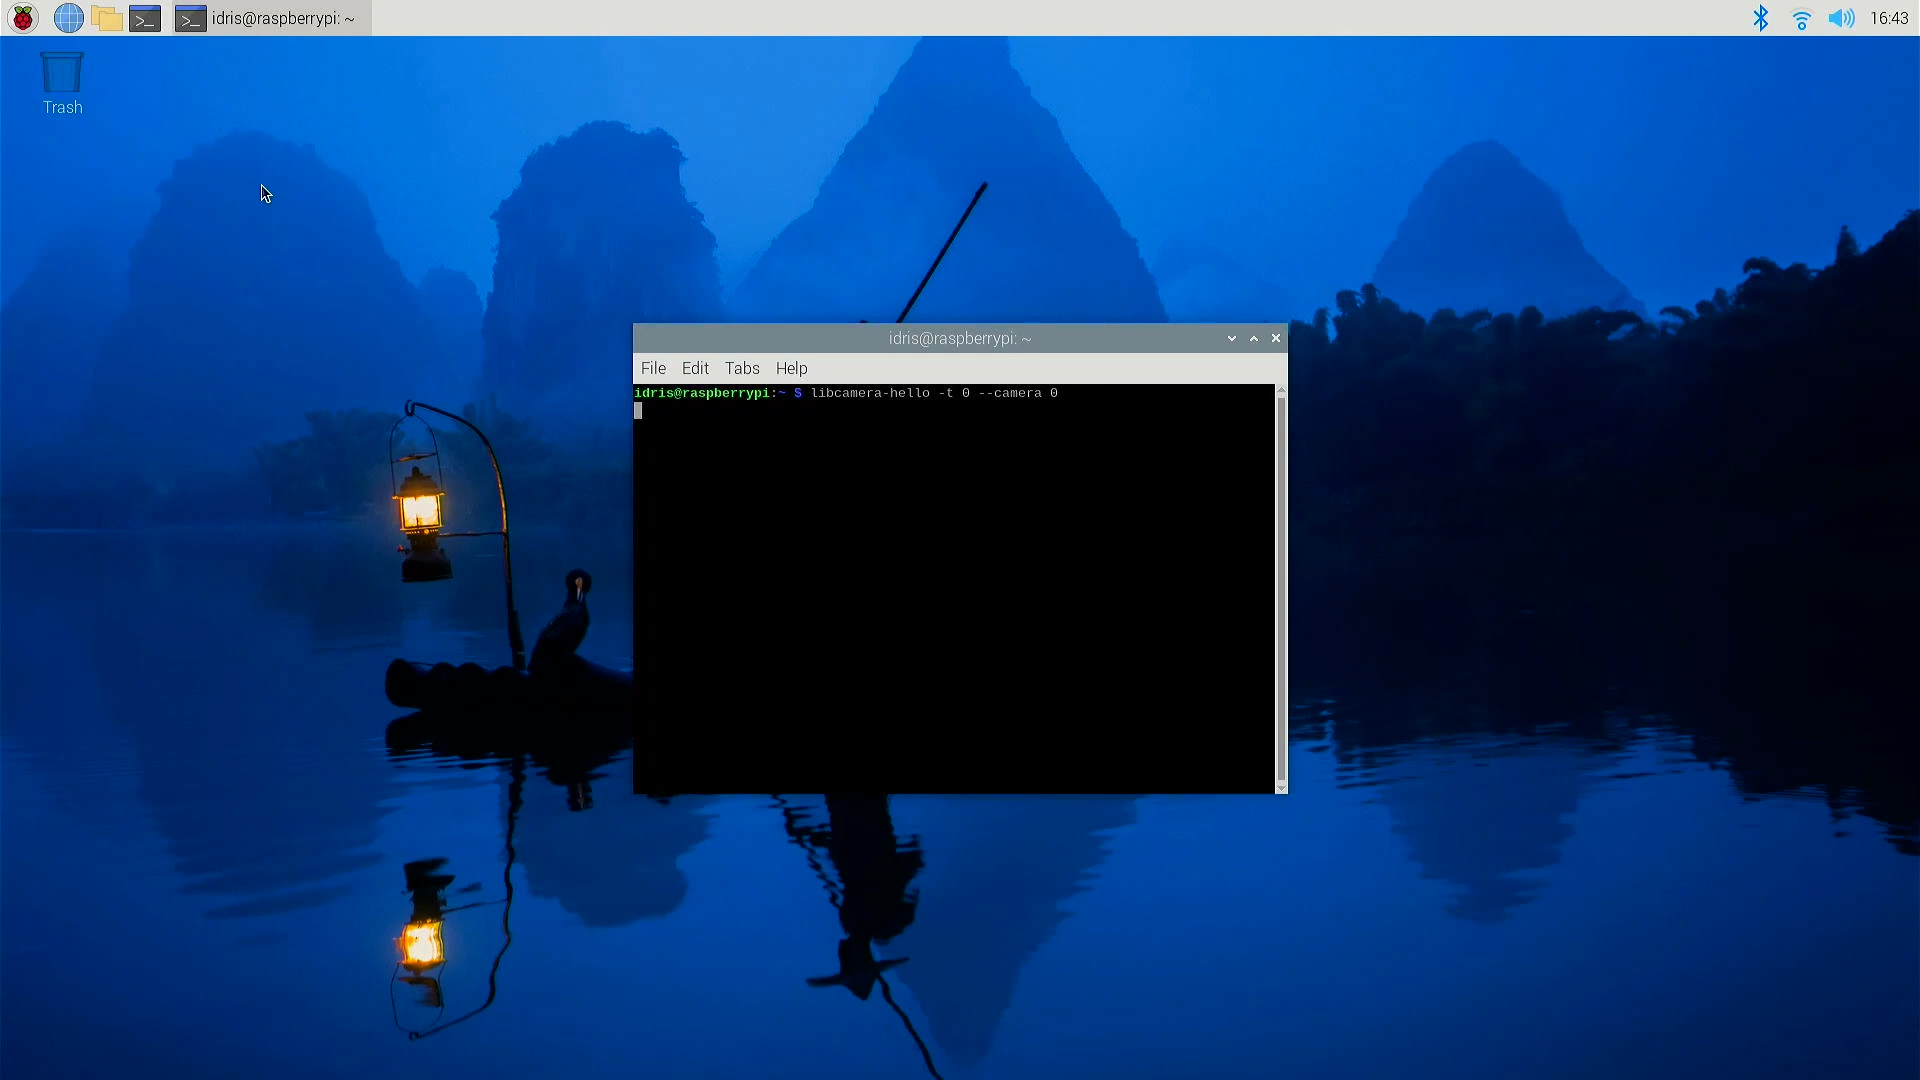 idris@raspberrypi: ~
16:43
Trash
idris@raspberrypi: ~
File Edit Tabs Help
idris@raspberrypi:~ $ libcamera-hello -t 0 --camera 0